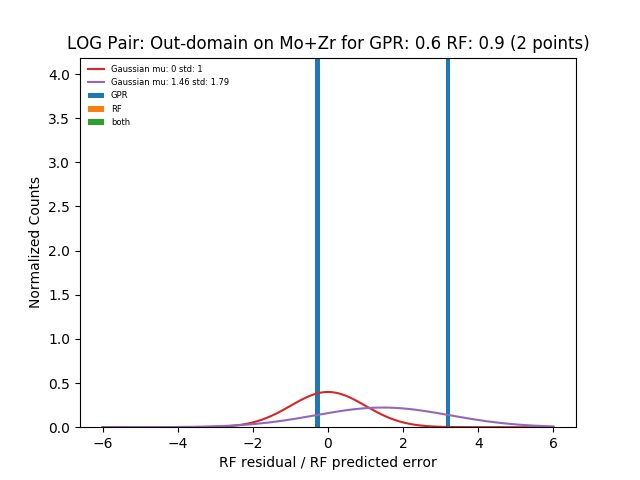 LOG Pair: Out-domain on Mo+Zr for GPR: 0.6 RF: 0.9 (2 points)
Gaussian mu: 0 std: 1
Gaussian mu: 1.46 std: 1.79
GPR
RF
both
Normalized Counts
4.0
3.5
3.0
2.5
2.0
1.5
1.0
0.5
0.0
−6 −4 −2 0 2 4 6
RF residual / RF predicted error